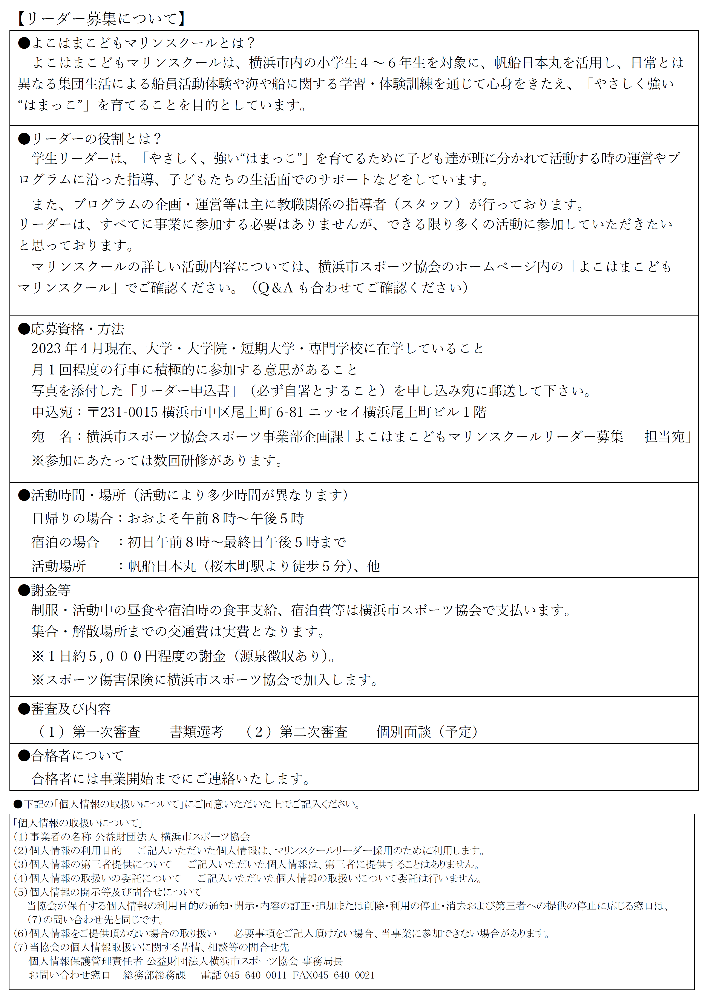 【リーダー募集について】
●よこはまこどもマリンスクールとは？
よこはまこどもマリンスクールは、横浜市内の小学生４～６年生を対象に、帆船日本丸を活用し、日常とは
異なる集団生活による船員活動体験や海や船に関する学習・体験訓練を通じて心身をきたえ、「やさしく強い
“はまっこ”」を育てることを目的としています。
●リーダーの役割とは？
学生リーダーは、「やさしく、強い“はまっこ”」を育てるために子ども達が班に分かれて活動する時の運営やプ
ログラムに沿った指導、子どもたちの生活面でのサポートなどをしています。
また、プログラムの企画・運営等は主に教職関係の指導者（スタッフ）が行っております。
リーダーは、すべてに事業に参加する必要はありませんが、できる限り多くの活動に参加していただきたい
と思っております。
マリンスクールの詳しい活動内容については、横浜市スポーツ協会のホームページ内の「よこはまこども
マリンスクール」でご確認ください。（Ｑ&A も合わせてご確認ください）
●応募資格・方法
2023 年４月現在、大学・大学院・短期大学・専門学校に在学していること
月１回程度の行事に積極的に参加する意思があること
写真を添付した「リーダー申込書」（必ず自署とすること）を申し込み宛に郵送して下さい。
申込宛：〒231-0015 横浜市中区尾上町 6-81 ニッセイ横浜尾上町ビル１階
宛　名：横浜市スポーツ協会スポーツ事業部企画課「よこはまこどもマリンスクールリーダー募集　担当宛」
※参加にあたっては数回研修があります。
●活動時間・場所（活動により多少時間が異なります）
日帰りの場合：おおよそ午前８時～午後５時
宿泊の場合　：初日午前８時～最終日午後５時まで
活動場所　　：帆船日本丸（桜木町駅より徒歩５分）、他
●謝金等
制服・活動中の昼食や宿泊時の食事支給、宿泊費等は横浜市スポーツ協会で支払います。
集合・解散場所までの交通費は実費となります。
※１日約５,０００円程度の謝金（源泉徴収あり）。
※スポーツ傷害保険に横浜市スポーツ協会で加入します。
●審査及び内容
（１）第一次審査　　書類選考　（２）第二次審査　　個別面談（予定）
●合格者について
合格者には事業開始までにご連絡いたします。
●下記の「個人情報の取扱いについて」にご同意いただいた上でご記入ください。
「個人情報の取扱いについて」
（1）事業者の名称 公益財団法人 横浜市スポーツ協会
（2）個人情報の利用目的　ご記入いただいた個人情報は、マリンスクールリーダー採用のために利用します。
（3）個人情報の第三者提供について　ご記入いただいた個人情報は、第三者に提供することはありません。
（4）個人情報の取扱いの委託について　ご記入いただいた個人情報の取扱いについて委託は行いません。
（5）個人情報の開示等及び問合せについて
当協会が保有する個人情報の利用目的の通知・開示・内容の訂正・追加または削除・利用の停止・消去および第三者への提供の停止に応じる窓口は、
（7）の問い合わせ先と同じです。
（6）個人情報をご提供頂かない場合の取り扱い　必要事項をご記入頂けない場合、当事業に参加できない場合があります。
（7）当協会の個人情報取扱いに関する苦情、相談等の問合せ先
個人情報保護管理責任者 公益財団法人横浜市スポーツ協会 事務局長
お問い合わせ窓口　総務部総務課　電話 045-640-0011 FAX045-640-0021